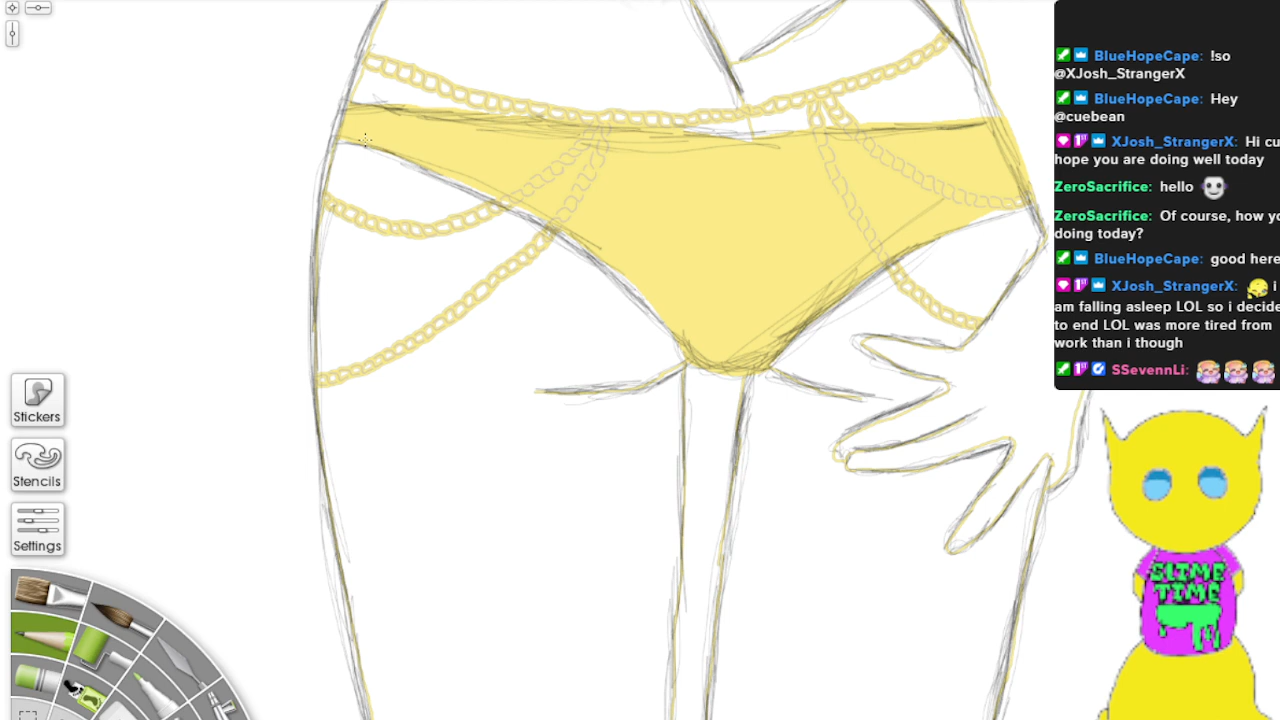 BlueHopeCape: !so
@XJosh_StrangerX
BlueHopeCape: Hey
@cuebean
XJosh_StrangerX: Hi cu
hope you are doing well today
ZeroSacrifice: hello
ZeroSacrifice: Of course, how yo
doing today?
BlueHopeCape: good here
XJosh_StrangerX: i
am falling asleep LOL so i decide
to end LOL was more tired from
work than i though
SSevennLi:
Stickers
Stencils
Settings
SLIME
TIME